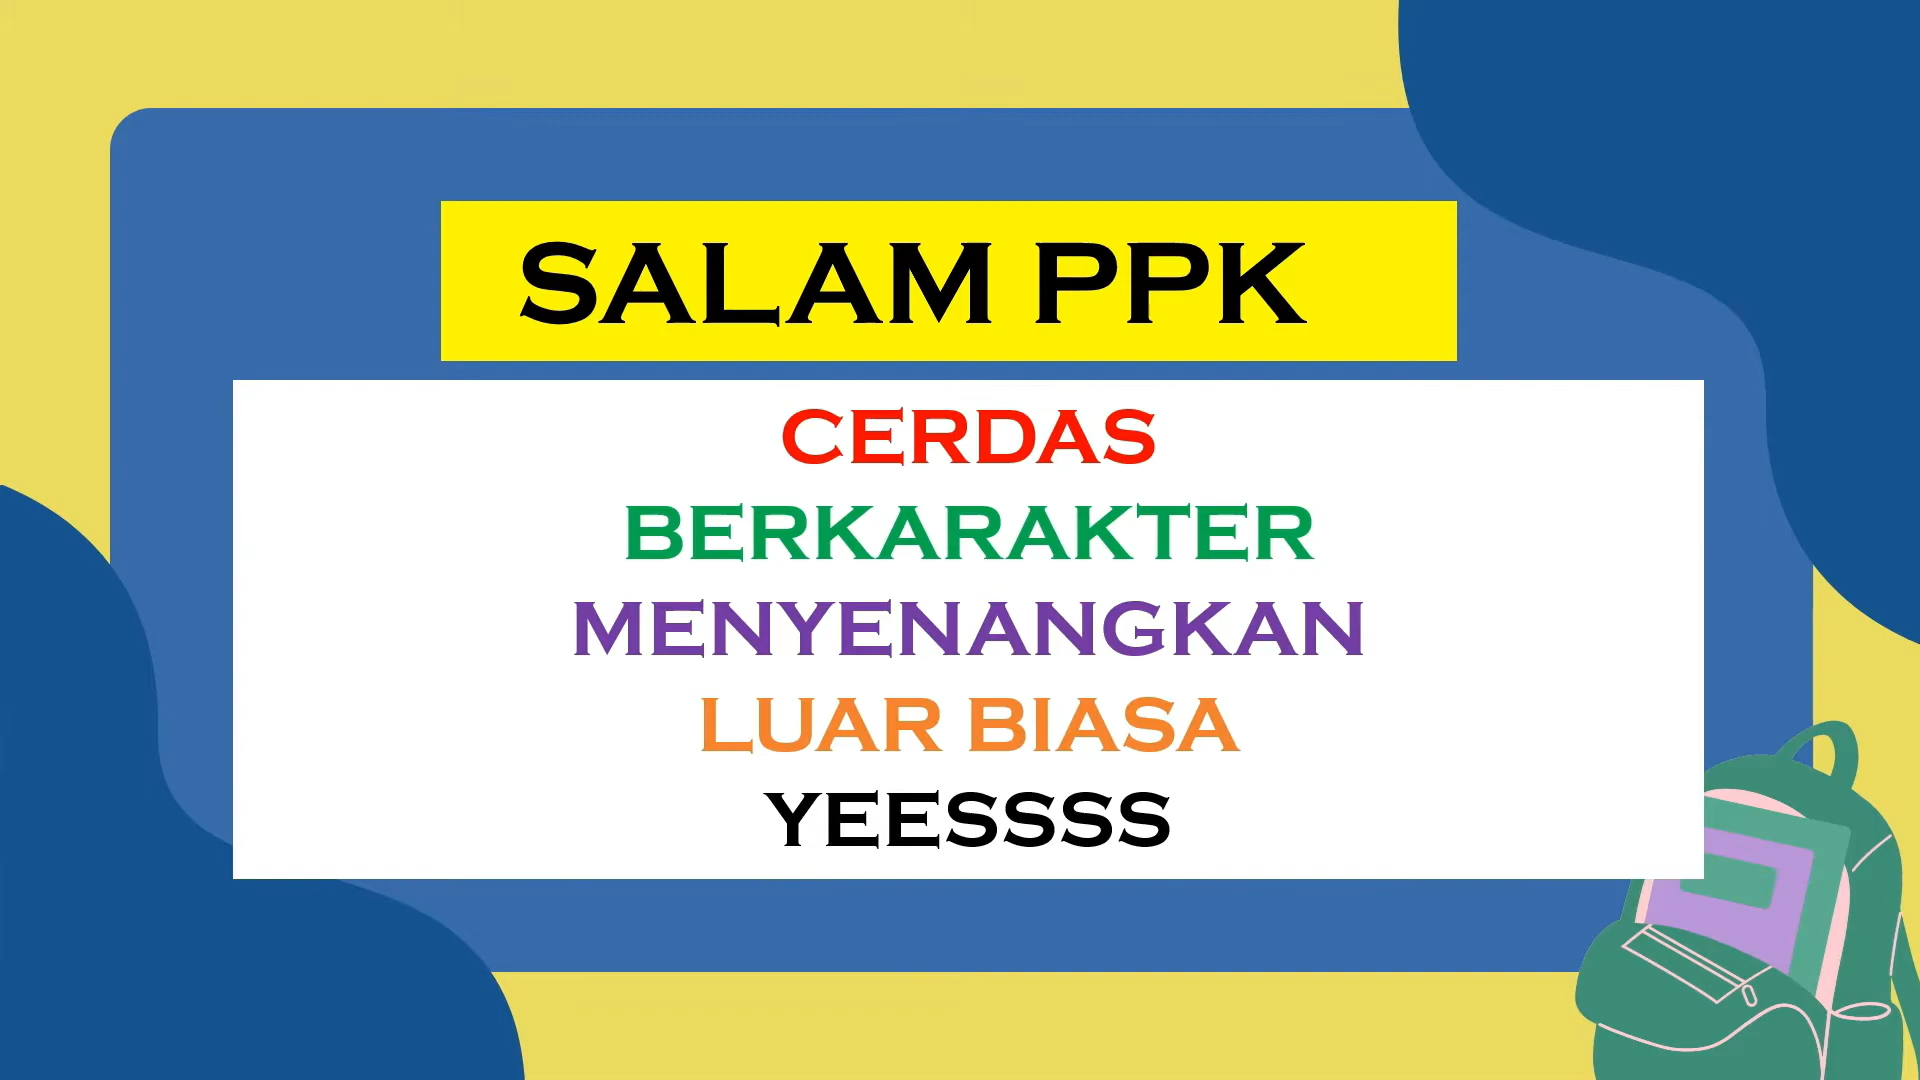 SALAM PPK
CERDAS
BERKARAKTER
MENYENANGKAN
LUAR BIASA
YEESSSS